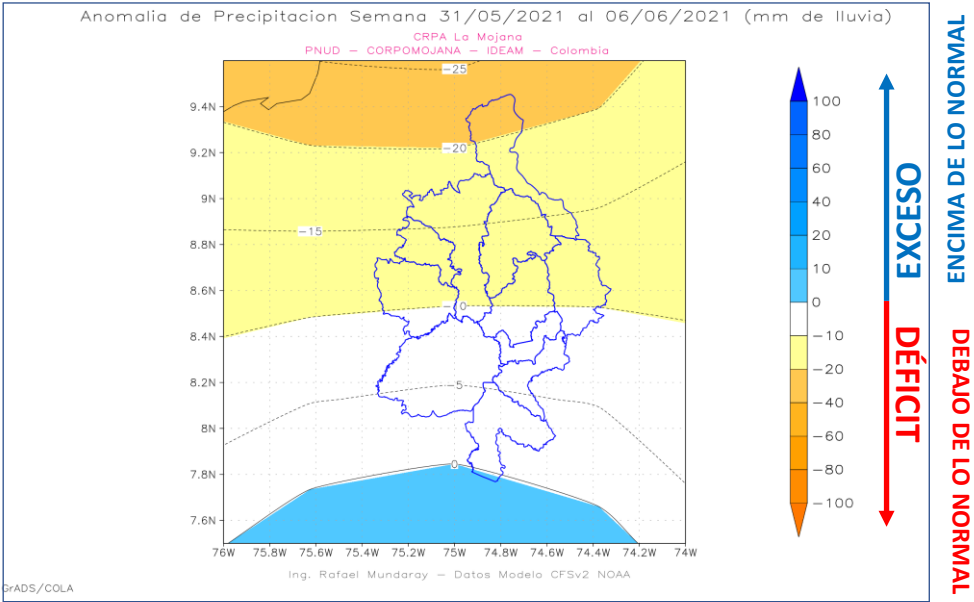 Anomalia de Precipitacion Semana 31/05/2021 al 06/06/2021 (mm de lluvia)
CRPA La Mojana
PNUD – CORPOMOJANA – IDEAM – Colombia
9.4N
9.2N
9N
8.8N
8.6N
8.4N
8.2N
8N
7.8N
7.6N
76W 75.8W 75.6W 75.4W 75.2W 75W 74.8W 74.6W 74.4W 74.2W 74W
−25
−20
−15
−10
−5
0
100
80
60
40
20
10
0
−10
−20
−40
−60
−80
−100
EXCESO
DÉFICIT
ENCIMA DE LO NORMAL
DEBAJO DE LO NORMAL
Ing. Rafael Mundaray – Datos Modelo CFSv2 NOAA
GrADS/COLA